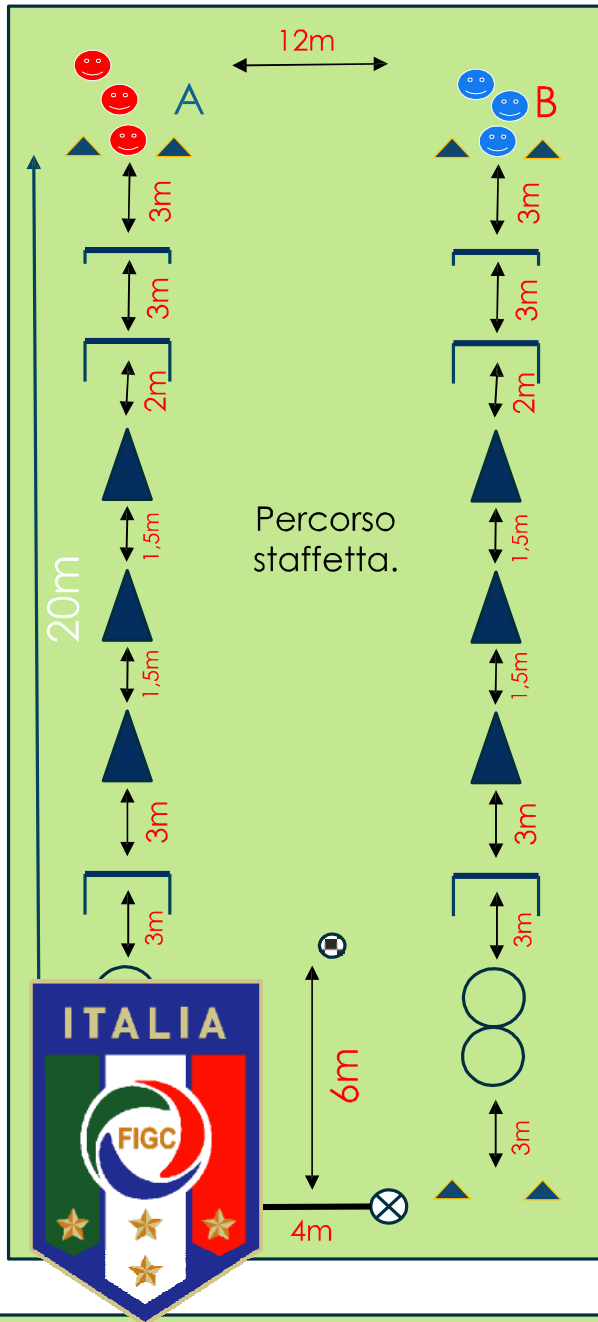 12m
A
B
3m
3m
3m
3m
2m
2m
Percorso
staffetta.
1,5m
1,5m
20m
1,5m
1,5m
3m
3m
3m
3m
ITALIA
FIGC
6m
3m
4m